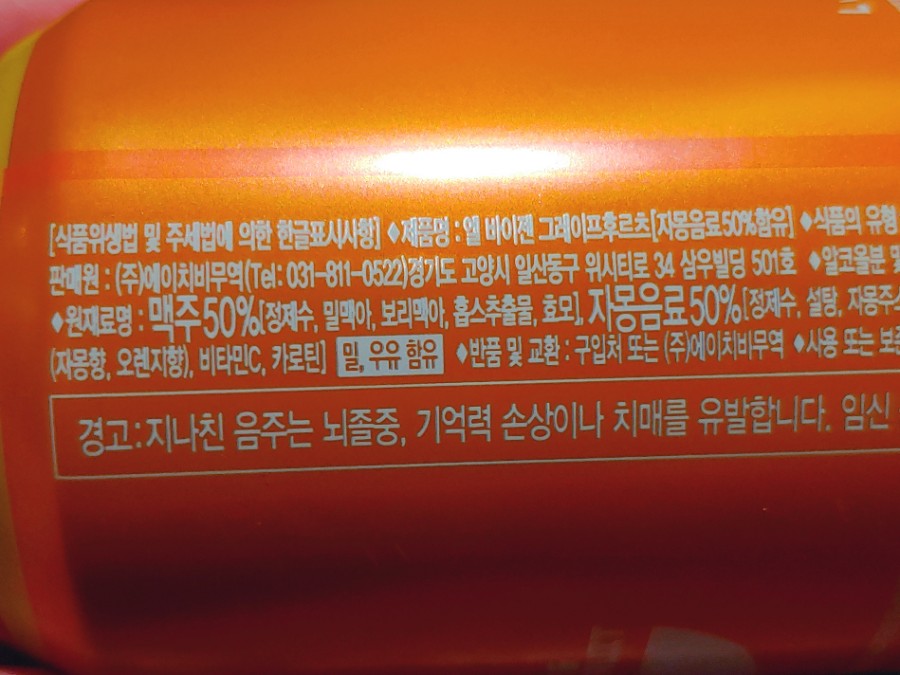 [식품위생법 및 주세법에 의한 한글표시사항] ♦제품명 : 엘 바이젠 그레이프후르츠[자몽음료50%함유] ♦식품의 유형
판매원 : (주)에이치비무역(Tel: 031-811-0522)경기도 고양시 일산동구 위시티로 34 삼우빌딩 501호 ♦알코올분 및
♦원재료명 : 맥주50%[정제수, 밀맥아, 보리맥아, 홉스추출물, 효모], 자몽음료50%[정제수, 설탕, 자몽주스
(자몽향, 오렌지향), 비타민C, 카로틴] 밀, 우유 함유 ♦반품 및 교환 : 구입처 또는 (주)에이치비무역 ♦사용 또는 보존
경고:지나친 음주는 뇌졸중, 기억력 손상이나 치매를 유발합니다. 임신